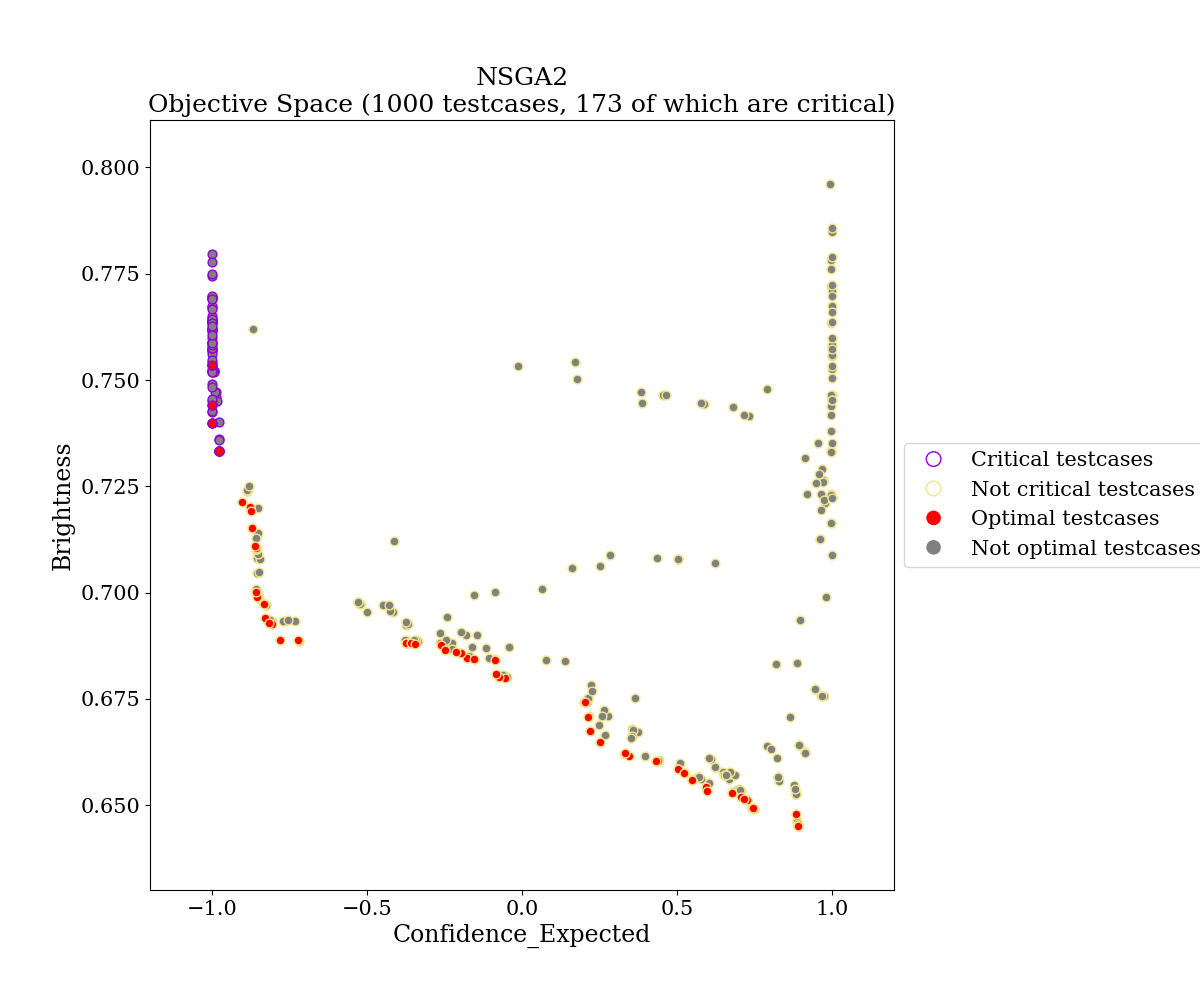 NSGA2
Objective Space (1000 testcases, 173 of which are critical)
0.800
0.775
0.750
0.725
0.700
0.675
0.650
Brightness
−1.0
−0.5
0.0
0.5
1.0
Confidence_Expected
Critical testcases
Not critical testcases
Optimal testcases
Not optimal testcases